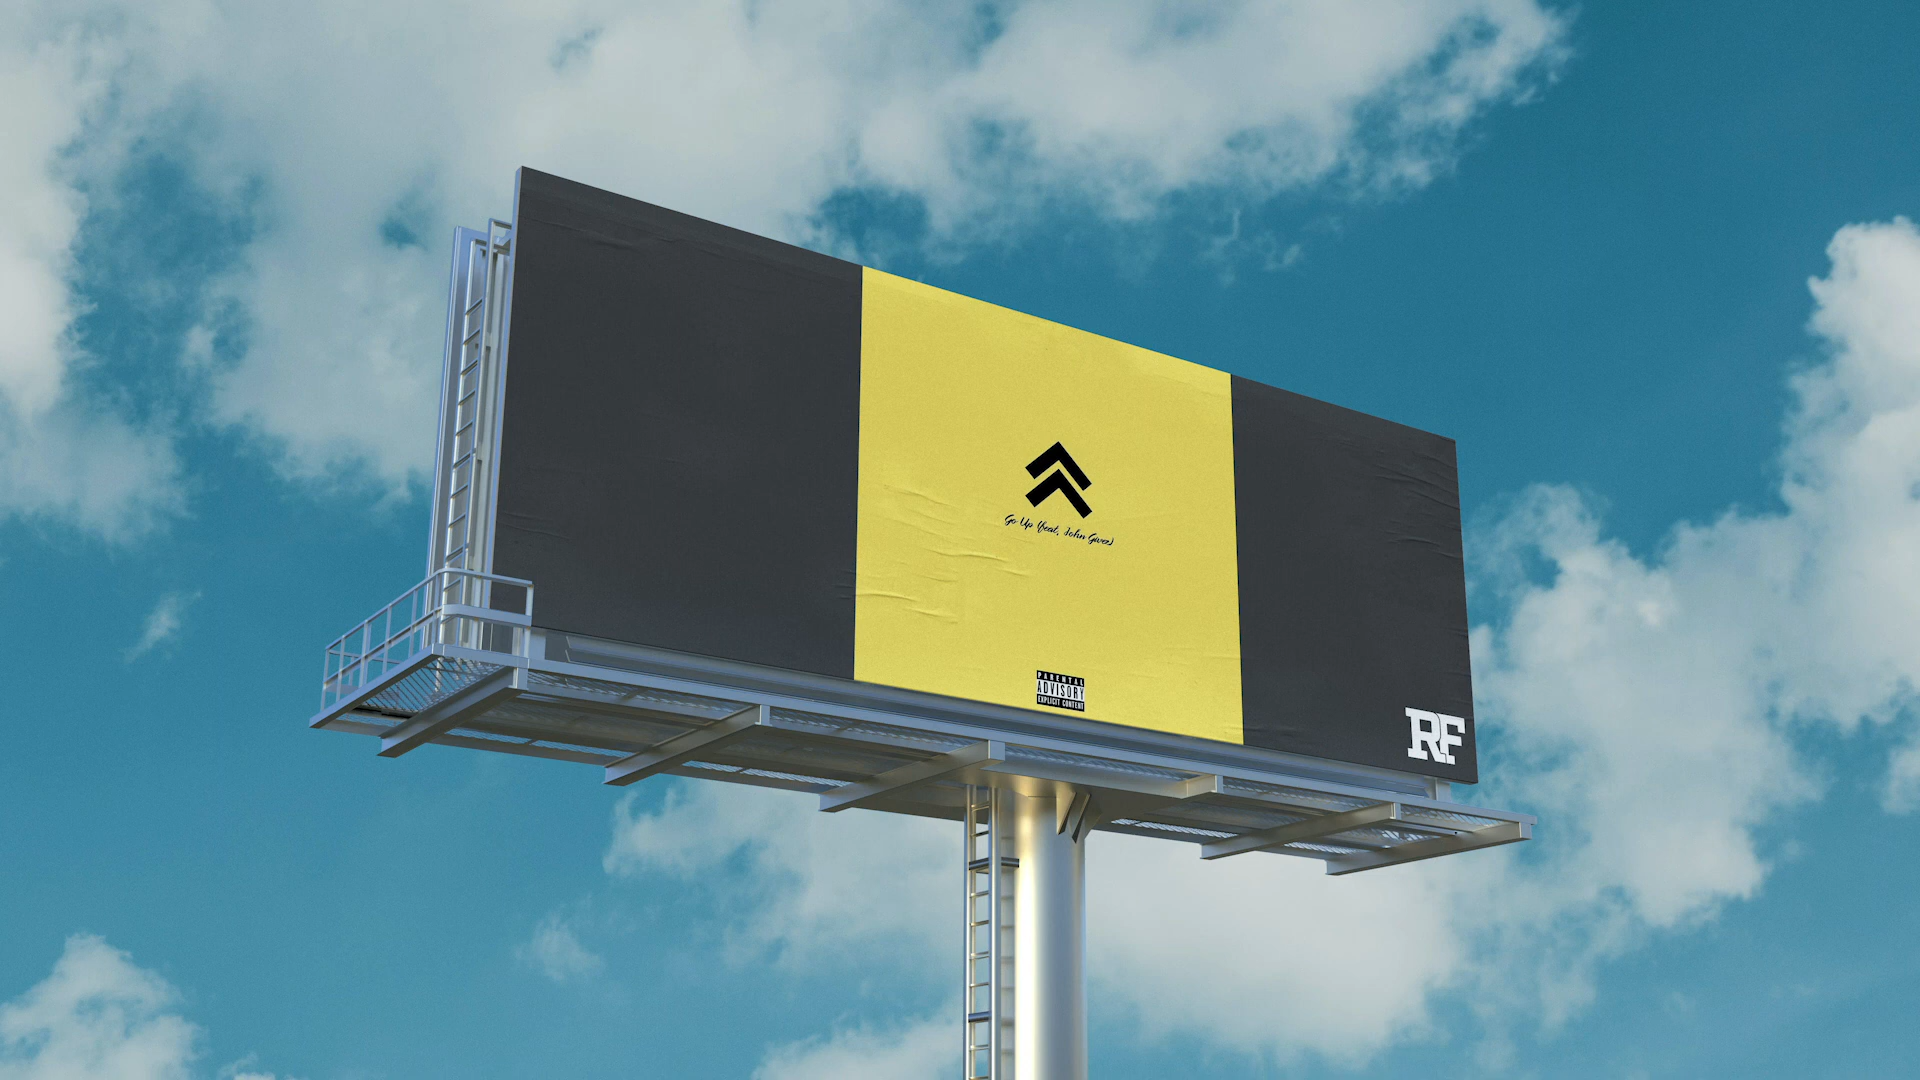 Go Up (feat. John Givez)
PARENTAL
ADVISORY
EXPLICIT CONTENT
RF